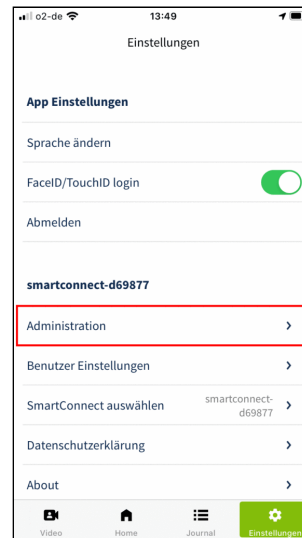 o2-de 13:49
Einstellungen
App Einstellungen
Sprache ändern
FaceID/TouchID login
Abmelden
smartconnect-d69877
Administration
Benutzer Einstellungen
SmartConnect auswählen smartconnect-
d69877
Datenschutzerklärung
About
Video Home Journal Einstellungen